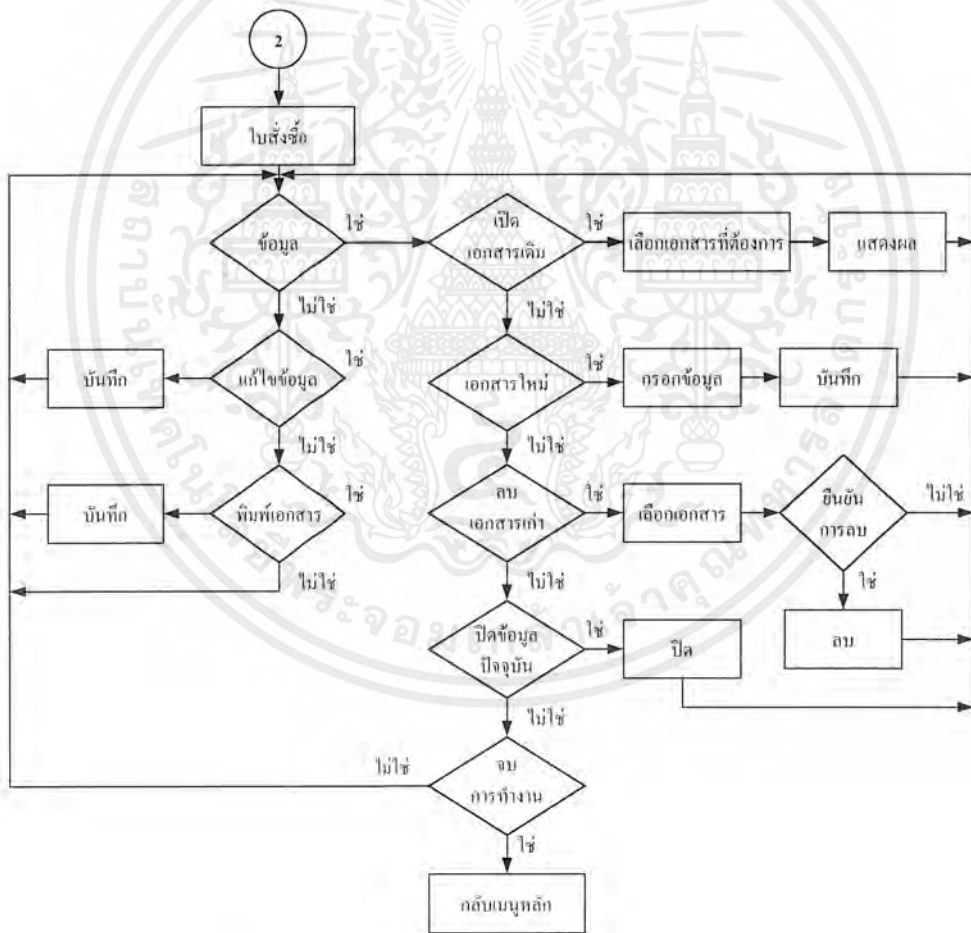 2
ใบสั่งซื้อ
ข้อมูล
ใช่
เปิด
เอกสารเดิม
ใช่
เลือกเอกสารที่ต้องการ
แสดงผล
ไม่ใช่
ไม่ใช่
บันทึก
แก้ไขข้อมูล
ใช่
เอกสารใหม่
ใช่
กรอกข้อมูล
บันทึก
ไม่ใช่
ไม่ใช่
บันทึก
พิมพ์เอกสาร
ใช่
ลบ
เอกสารเก่า
ใช่
เลือกเอกสาร
ยืนยัน
การลบ
ไม่ใช่
ไม่ใช่
ไม่ใช่
ใช่
ปิดข้อมูล
ปัจจุบัน
ใช่
ปิด
ลบ
ไม่ใช่
ไม่ใช่
จบ
การทำงาน
ใช่
กลับเมนูหลัก